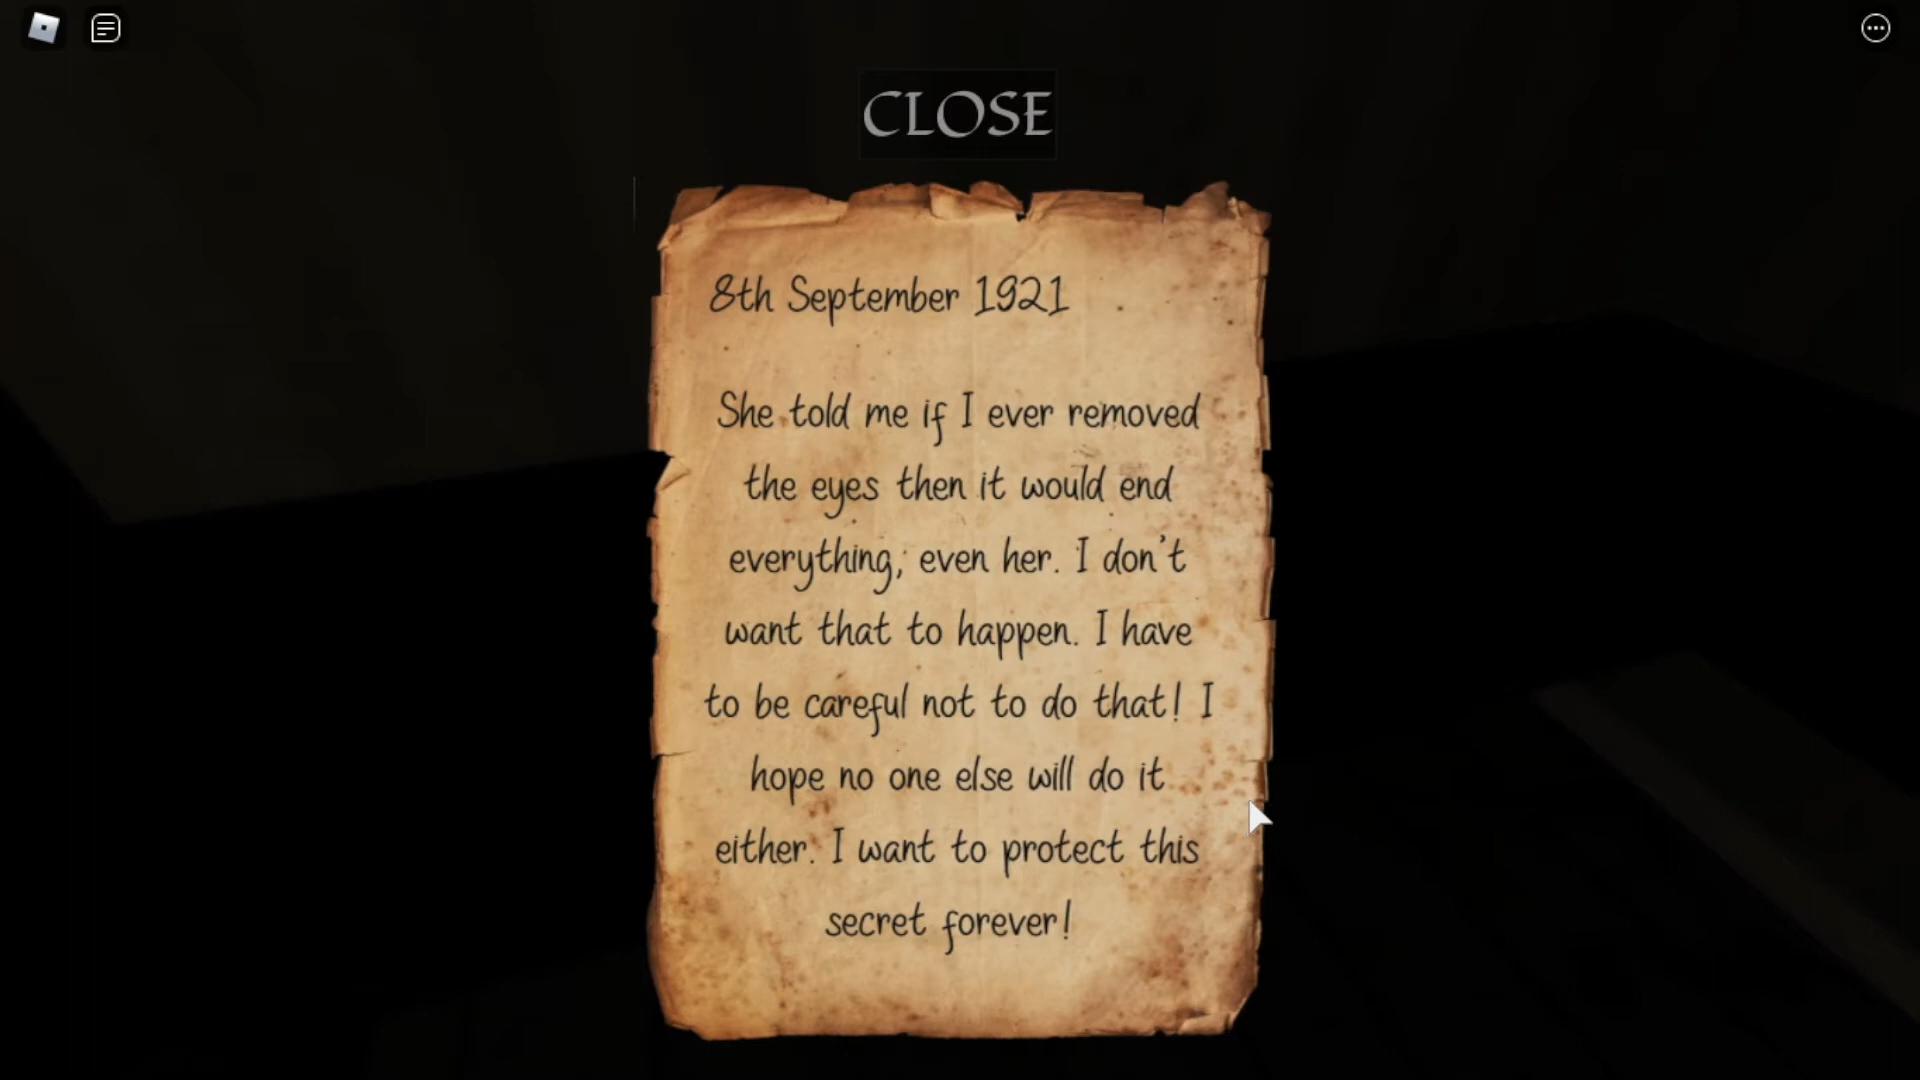 CLOSE
8th September 1921
She told me if I ever removed
the eyes then it would end
everything, even her. I don't
want that to happen. I have
to be careful not to do that! I
hope no one else will do it
either. I want to protect this
secret forever!